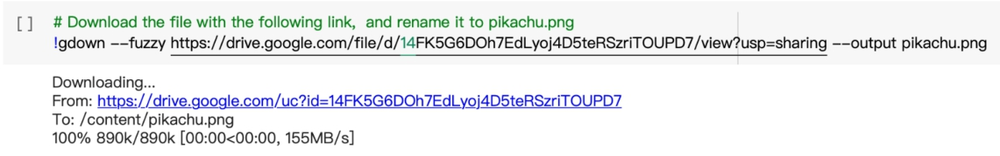 [ ] # Download the file with the following link, and rename it to pikachu.png
!gdown --fuzzy https://drive.google.com/file/d/14FK5G6DOh7EdLyoj4D5teRSzriTOUPD7/view?usp=sharing --output pikachu.png
Downloading...
From: https://drive.google.com/uc?id=14FK5G6DOh7EdLyoj4D5teRSzriTOUPD7
To: /content/pikachu.png
100% 890k/890k [00:00<00:00, 155MB/s]